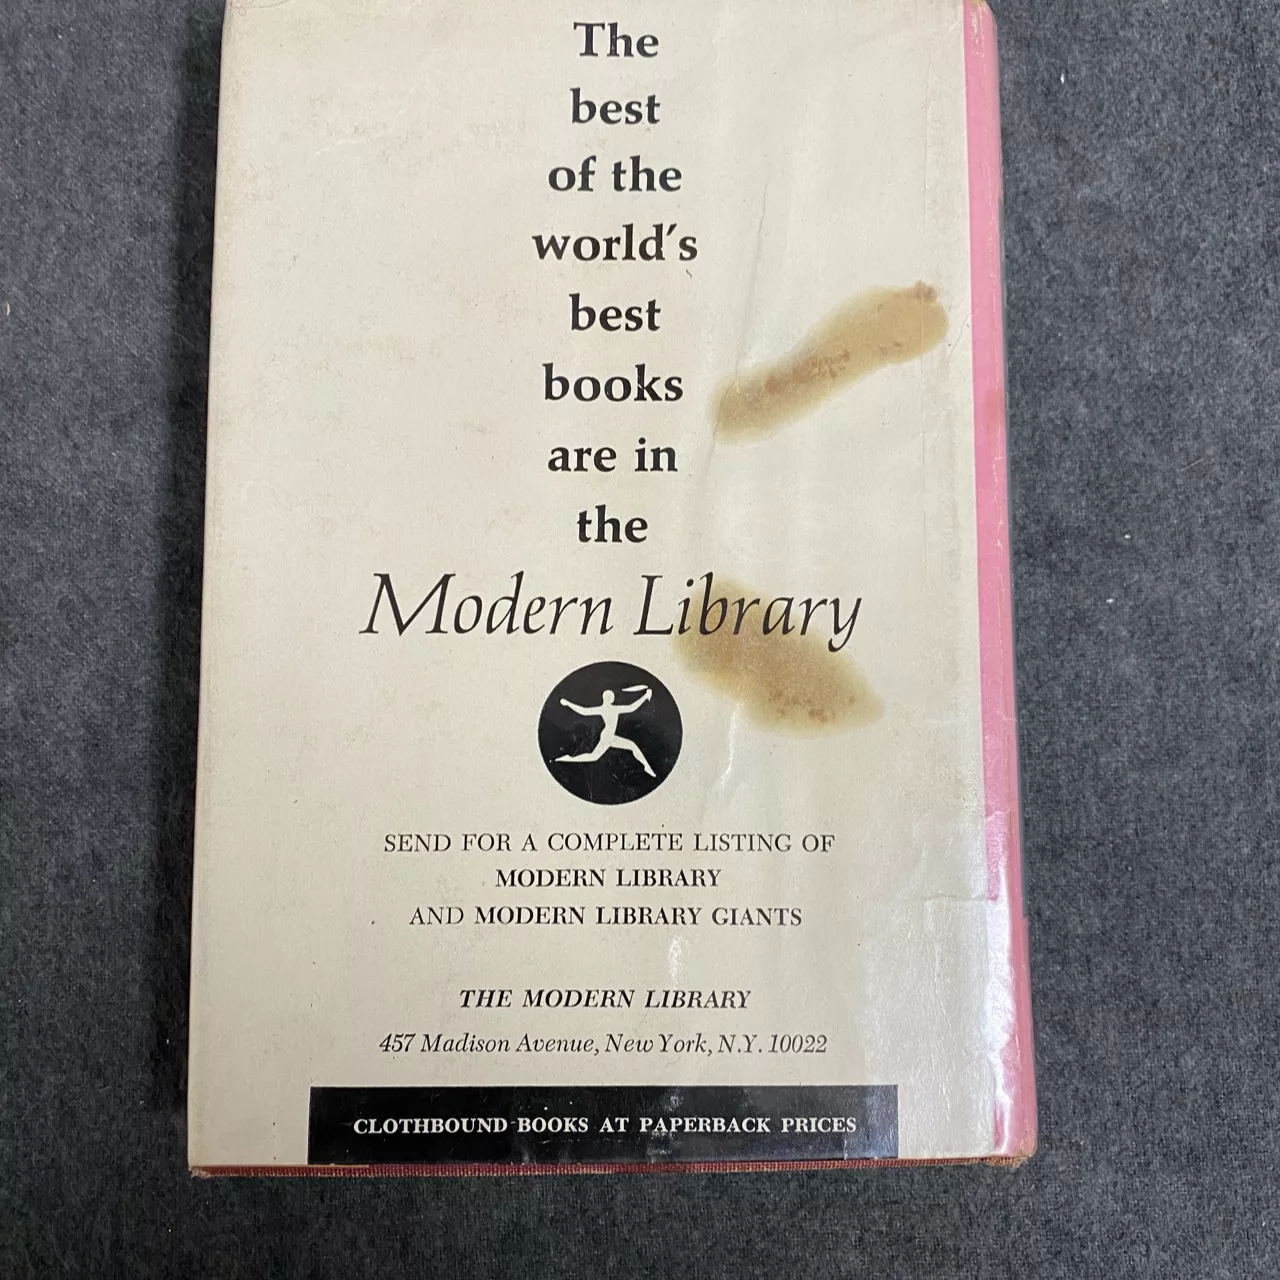 The
best
of the
world's
best
books
are in
the
Modern Library
SEND FOR A COMPLETE LISTING OF
MODERN LIBRARY
AND MODERN LIBRARY GIANTS
THE MODERN LIBRARY
457 Madison Avenue, New York, N.Y. 10022
CLOTHBOUND BOOKS AT PAPERBACK PRICES